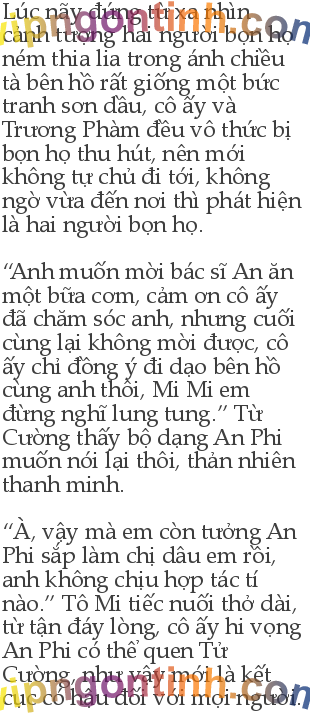 Lúc nãy đứng từ xa nhìn
cảnh tượng hai người bọn họ
ném thia lia trong ánh chiều
tà bên hồ rất giống một bức
tranh sơn dầu, cô ấy và
Trương Phàm đều vô thức bị
bọn họ thu hút, nên mới
không tự chủ đi tới, không
ngờ vừa đến nơi thì phát hiện
là hai người bọn họ.
“Anh muốn mời bác sĩ An ăn
một bữa cơm, cảm ơn cô ấy
đã chăm sóc anh, nhưng cuối
cùng lại không mời được, cô
ấy chỉ đồng ý đi dạo bên hồ
cùng anh thôi, Mi Mi em
đừng nghĩ lung tung.” Từ
Cường thấy bộ dạng An Phi
muốn nói lại thôi, thản nhiên
thanh minh.
“À, vậy mà em còn tưởng An
Phi sắp làm chị dâu em rồi,
anh không chịu hợp tác tí
nào.” Tô Mi tiếc nuối thở dài,
từ tận đáy lòng, cô ấy hi vọng
An Phi có thể quen Tử
Cường, như vậy mới là kết
cục có hậu đối với mọi người.
vipngontinh.com
vipngontinh.com